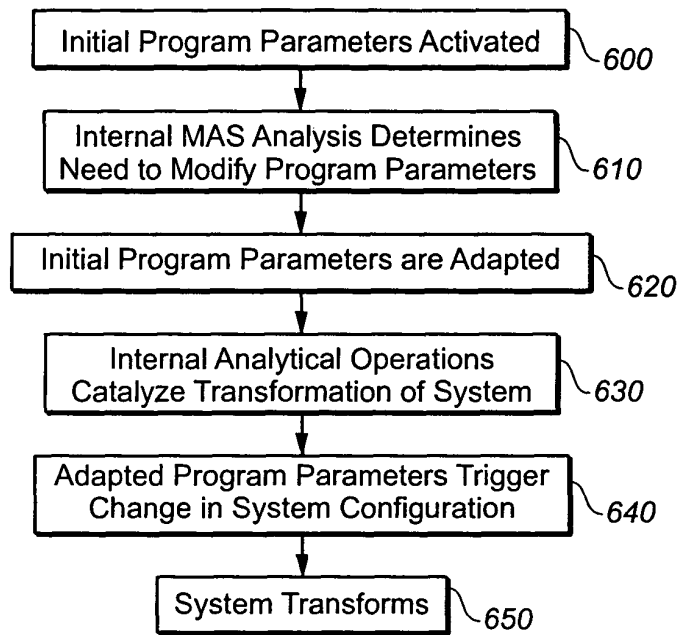 Initial Program Parameters Activated
600
Internal MAS Analysis Determines
Need to Modify Program Parameters
610
Initial Program Parameters are Adapted
620
Internal Analytical Operations
Catalyze Transformation of System
630
Adapted Program Parameters Trigger
Change in System Configuration
640
System Transforms
650